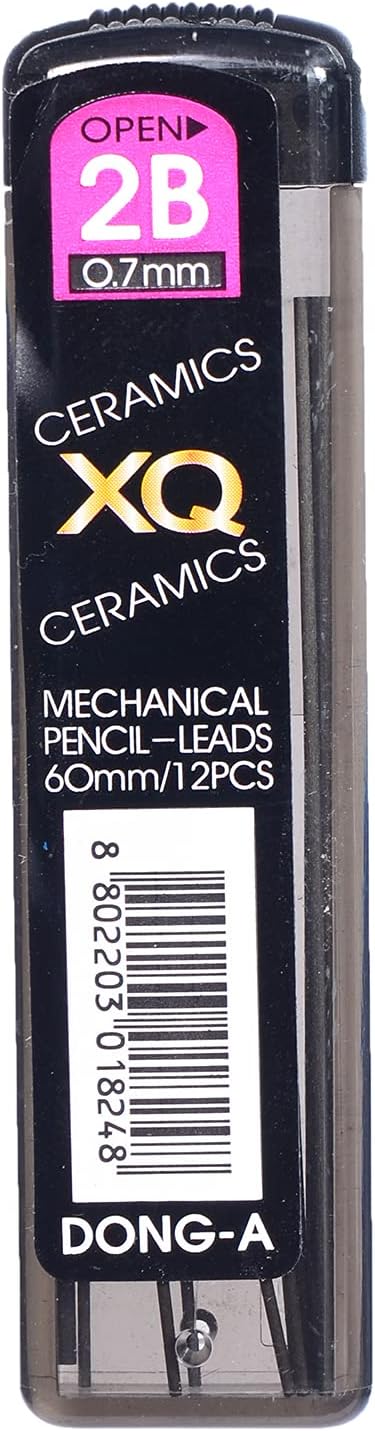 OPEN▶
2B
0.7mm
CERAMICS
XQ
CERAMICS
MECHANICAL
PENCIL-LEADS
60mm/12PCS
8 802203 018248
DONG-A